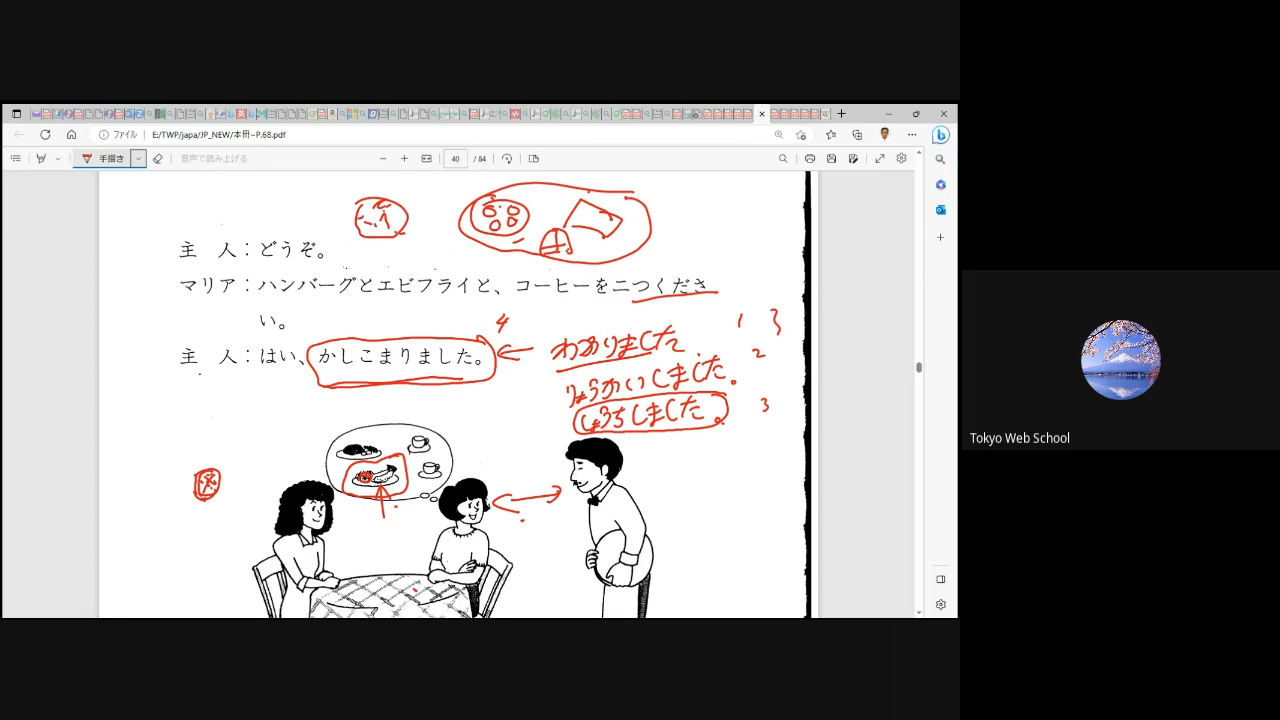 ファイル
E:/TWP/japa/JP_NEW/本冊~P.68.pdf
手描き
音声で読み上げる
40 / 84
主 人：どうぞ。
マリア：ハンバーグとエビフライと、コーヒーを二つくださ
い。
4
主 人：はい、かしこまりました。
わかりました 1
りょうかいしました。 2
しょうちしました。 3
Tokyo Web School